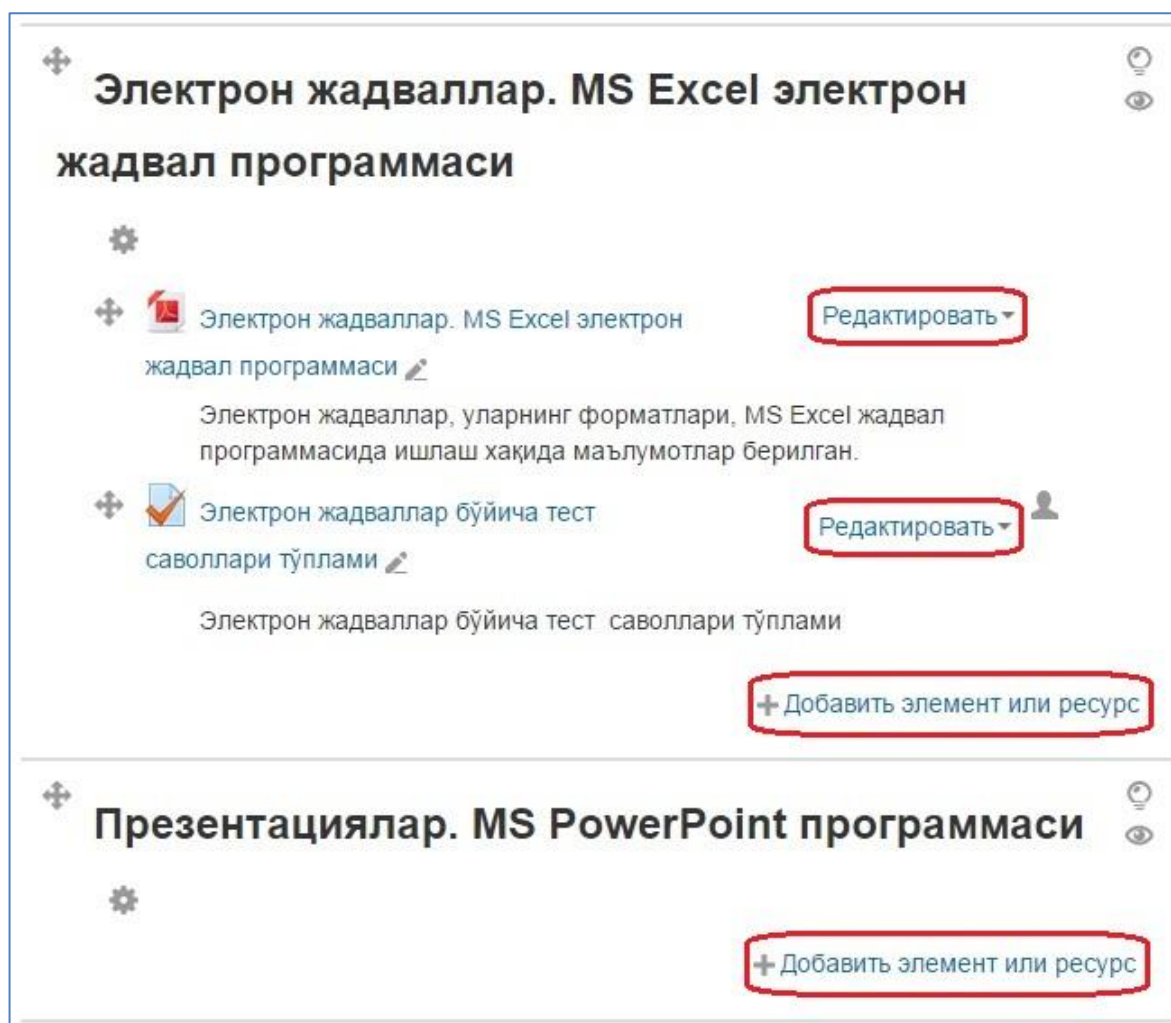 Электрон жадваллар. MS Excel электрон
жадвал программаси
Электрон жадваллар. MS Excel электрон
Редактировать
жадвал программаси
Электрон жадваллар, уларнинг форматлари, MS Excel жадвал
программасида ишлаш хақида маълумотлар берилган.
Электрон жадваллар бўйича тест
Редактировать
саволлари тўплами
Электрон жадваллар бўйича тест саволлари тўплами
Добавить элемент или ресурс
Презентациялар. MS PowerPoint программаси
Добавить элемент или ресурс